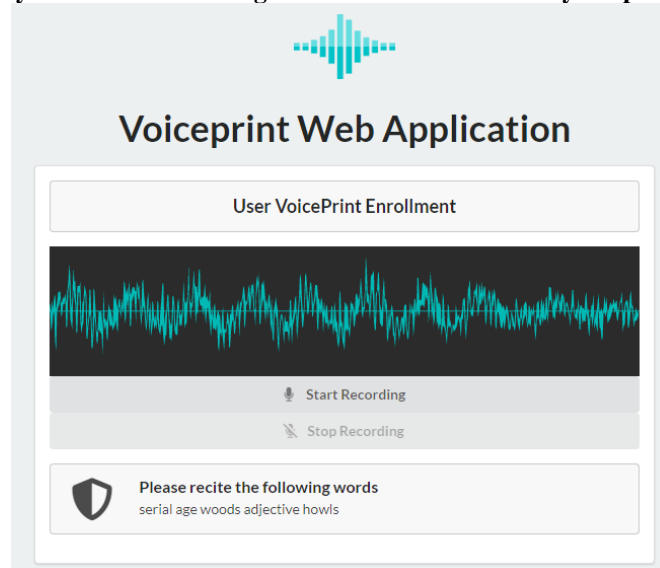 Voiceprint Web Application
User VoicePrint Enrollment
Start Recording
Stop Recording
Please recite the following words
serial age woods adjective howls